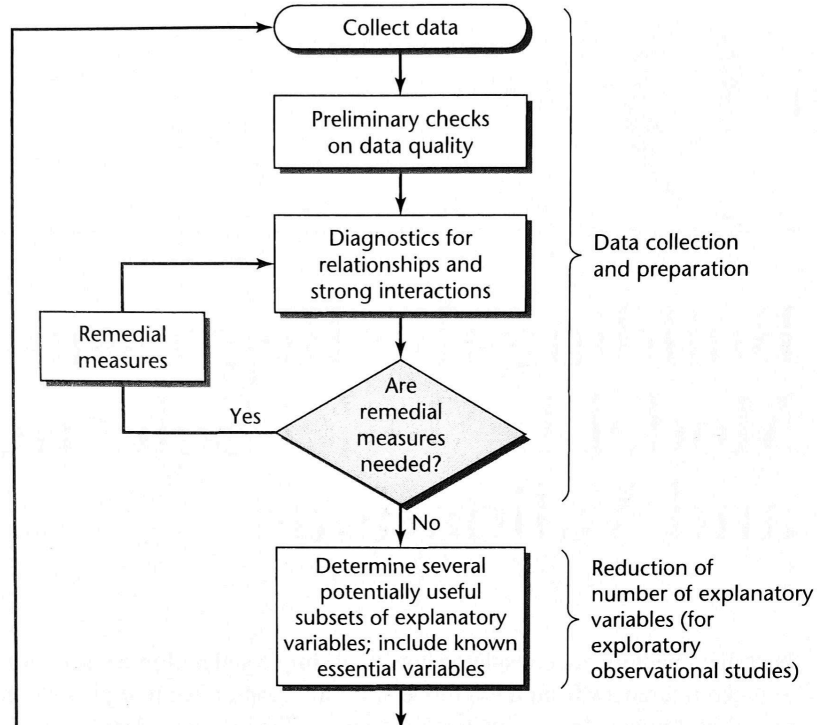 Collect data
Preliminary checks
on data quality
Diagnostics for
relationships and
strong interactions
Data collection
and preparation
Remedial
measures
Are
remedial
measures
needed?
Yes
No
Determine several
potentially useful
subsets of explanatory
variables; include known
essential variables
Reduction of
number of explanatory
variables (for
exploratory
observational studies)